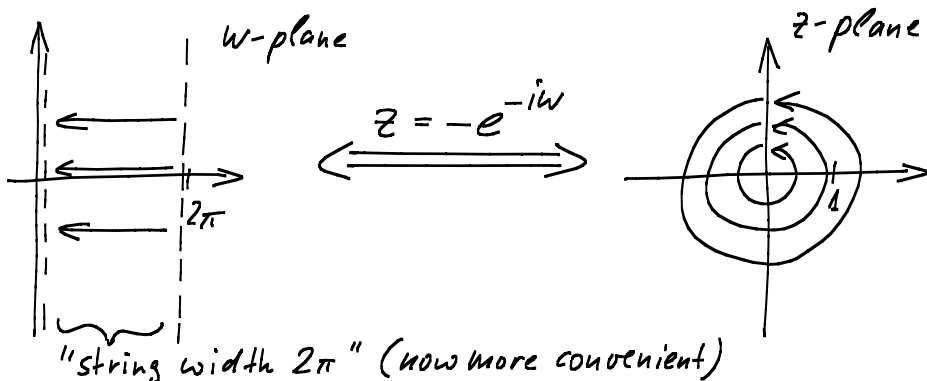 w-plane
z-plane
z = -e^{-iw}
2π
1
"string width 2π" (now more convenient)